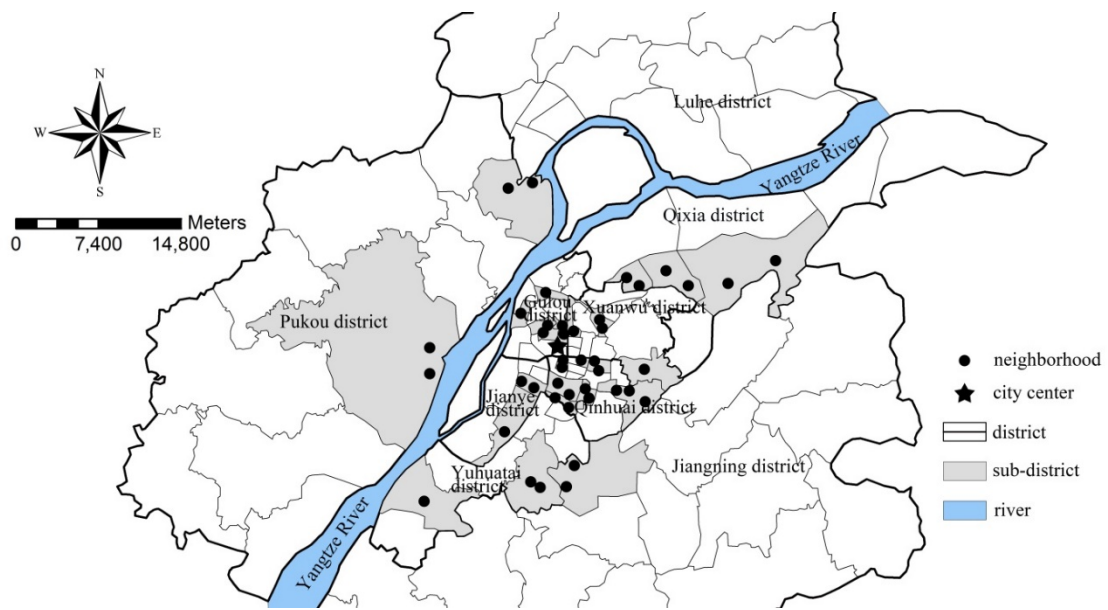 Luhe district
N
W
E
S
Yangtze River
Meters
0
7,400
14,800
Qixia district
Gulou
district
Xuanwu district
Pukou district
neighborhood
city center
Jianye
district
Qinhuai district
district
Yuhuatai
district
Jiangning district
sub-district
river
Yangtze River